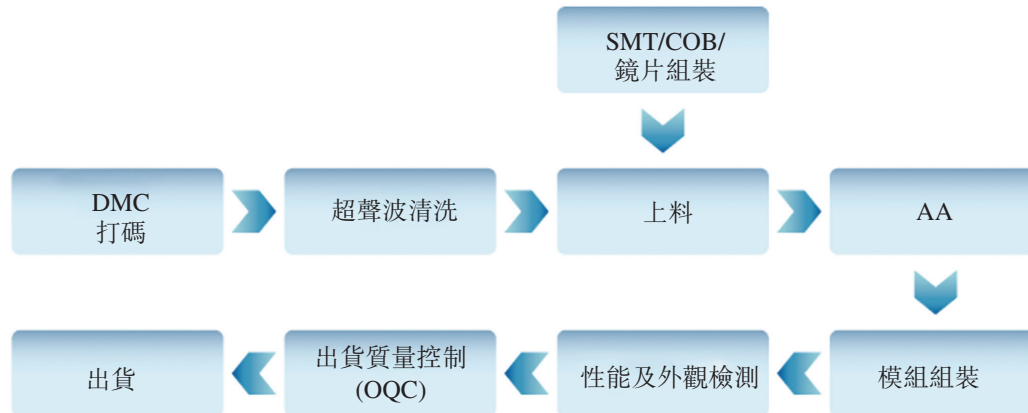 SMT/COB/
鏡片組裝
DMC
打碼
超聲波清洗
上料
AA
出貨
出貨質量控制
(OQC)
性能及外觀檢測
模組組裝